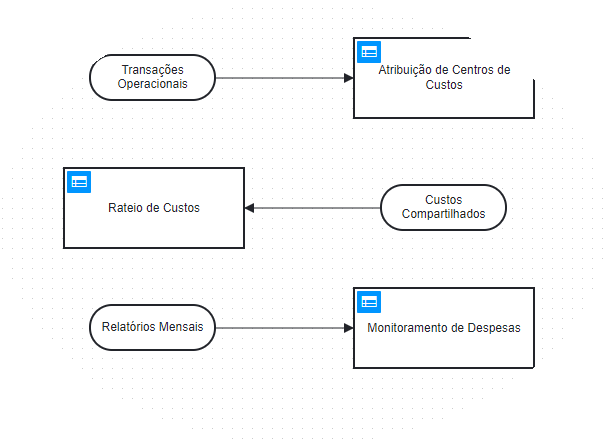 Transações
Operacionais
Atribuição de Centros de
Custos
Rateio de Custos
Custos
Compartilhados
Relatórios Mensais
Monitoramento de Despesas